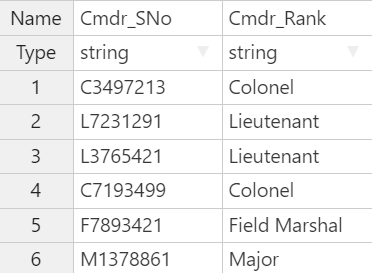 Name Cmdr_SNo Cmdr_Rank
Type string string
1 C3497213 Colonel
2 L7231291 Lieutenant
3 L3765421 Lieutenant
4 C7193499 Colonel
5 F7893421 Field Marshal
6 M1378861 Major